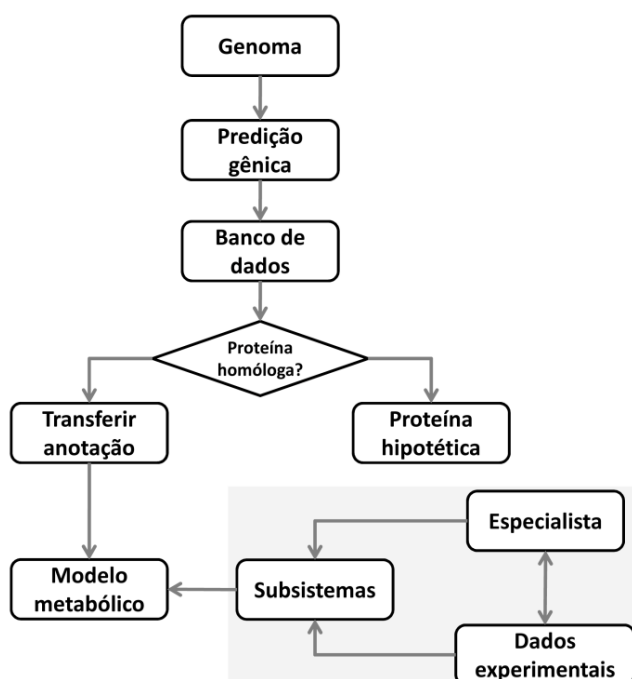 Genoma
Predição
gênica
Banco de
dados
Proteína
homóloga?
Transferir
anotação
Proteína
hipotética
Especialista
Modelo
metabólico
Subsistemas
Dados
experimentais